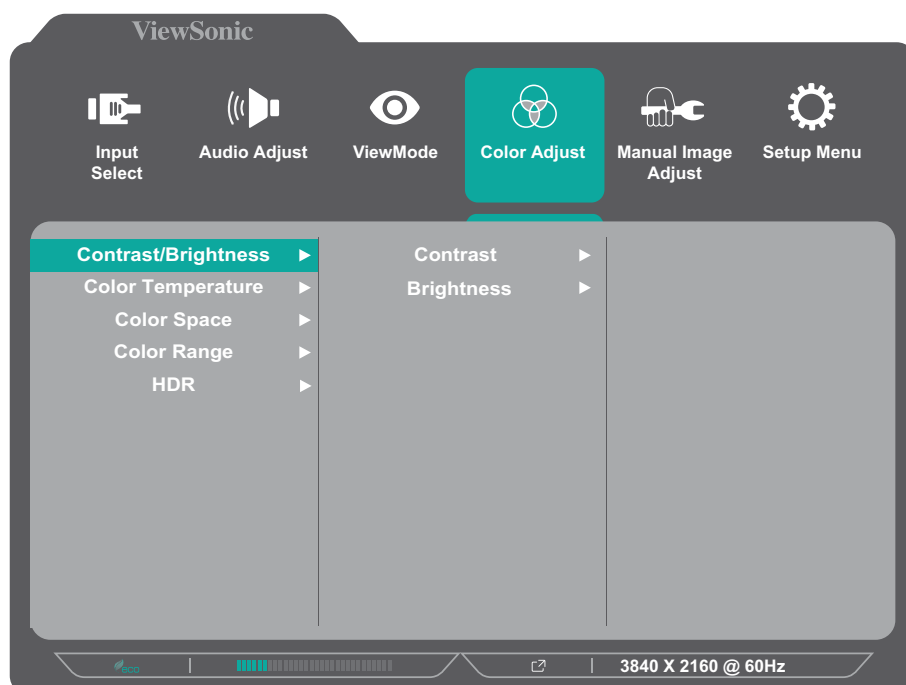 ViewSonic
Input
Select
Audio Adjust
ViewMode
Color Adjust
Manual Image
Adjust
Setup Menu
Contrast/Brightness
Color Temperature
Color Space
Color Range
HDR
Contrast
Brightness
ECO
3840 X 2160 @ 60Hz